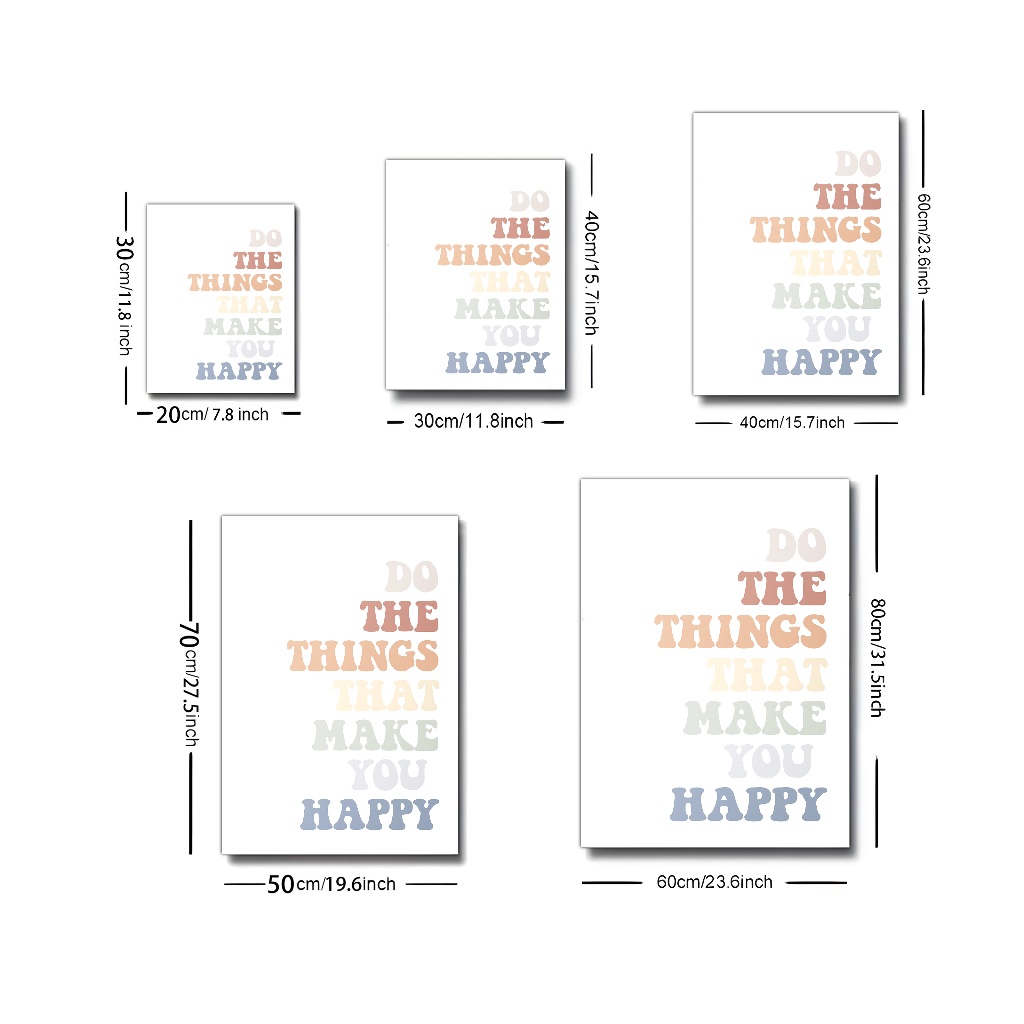 DO
THE
THINGS
THAT
MAKE
YOU
HAPPY
30cm/11.8 inch
20cm/ 7.8 inch
DO
THE
THINGS
THAT
MAKE
YOU
HAPPY
40cm/15.7inch
30cm/11.8inch
DO
THE
THINGS
THAT
MAKE
YOU
HAPPY
60cm/23.6inch
40cm/15.7inch
DO
THE
THINGS
THAT
MAKE
YOU
HAPPY
70cm/27.5inch
50cm/19.6inch
DO
THE
THINGS
THAT
MAKE
YOU
HAPPY
80cm/31.5inch
60cm/23.6inch